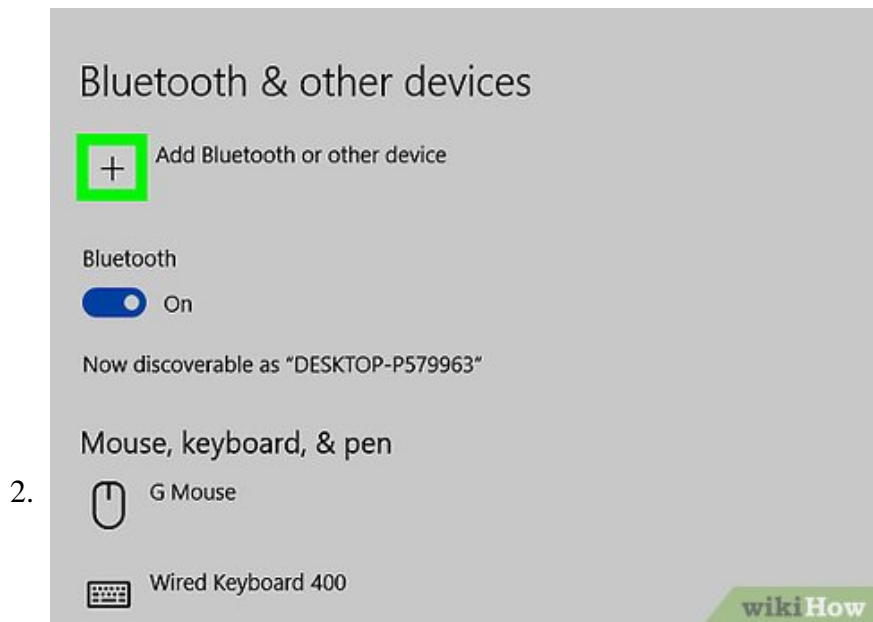 Bluetooth & other devices
+ Add Bluetooth or other device
Bluetooth
On
Now discoverable as “DESKTOP-P579963”
Mouse, keyboard, & pen
2.
G Mouse
Wired Keyboard 400
wikiHow